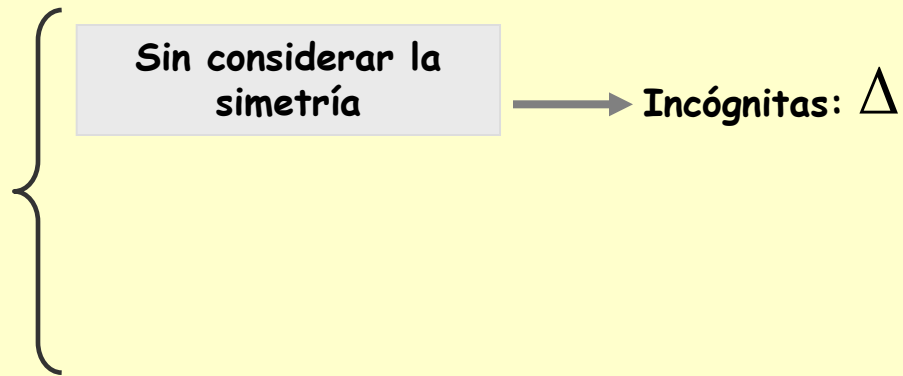 Sin considerar la
simetría
Incógnitas: Δ